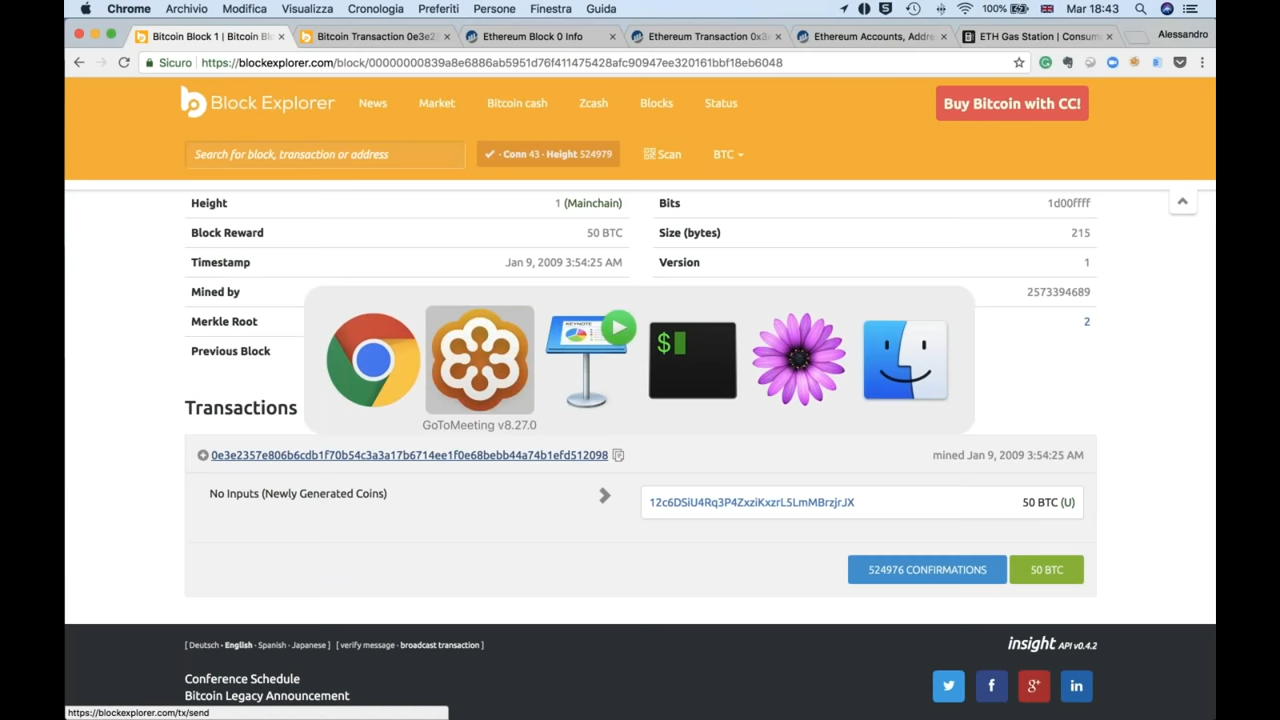 Chrome Archivio Modifica Visualizza Cronologia Preferiti Persone Finestra Guida 100% Mar 18:43
Bitcoin Block 1 | Bitcoin Bl Bitcoin Transaction 0e3e2 Ethereum Block 0 Info Ethereum Transaction 0x3 Ethereum Accounts, Addre ETH Gas Station | Consum Alessandro
Sicuro https://blockexplorer.com/block/00000000839a8e6886ab5951d76f411475428afc90947ee320161bbf18eb6048
Block Explorer News Market Bitcoin cash Zcash Blocks Status Buy Bitcoin with CC!
Search for block, transaction or address · Conn 43 · Height 524979 Scan BTC
Height 1 (Mainchain) Bits 1d00ffff
Block Reward 50 BTC Size (bytes) 215
Timestamp Jan 9, 2009 3:54:25 AM Version 1
Mined by 2573394689
Merkle Root 2
Previous Block
KEYNOTE
$
Transactions
GoToMeeting v8.27.0
0e3e2357e806b6cdb1f70b54c3a3a17b6714ee1f0e68bebb44a74b1efd512098 mined Jan 9, 2009 3:54:25 AM
No Inputs (Newly Generated Coins) 12c6DSiU4Rq3P4ZxziKxzrL5LmMBrzjrJX 50 BTC (U)
524976 CONFIRMATIONS 50 BTC
[ Deutsch · English · Spanish · Japanese ] [ verify message · broadcast transaction ] insight API v0.4.2
Conference Schedule
Bitcoin Legacy Announcement
https://blockexplorer.com/tx/send